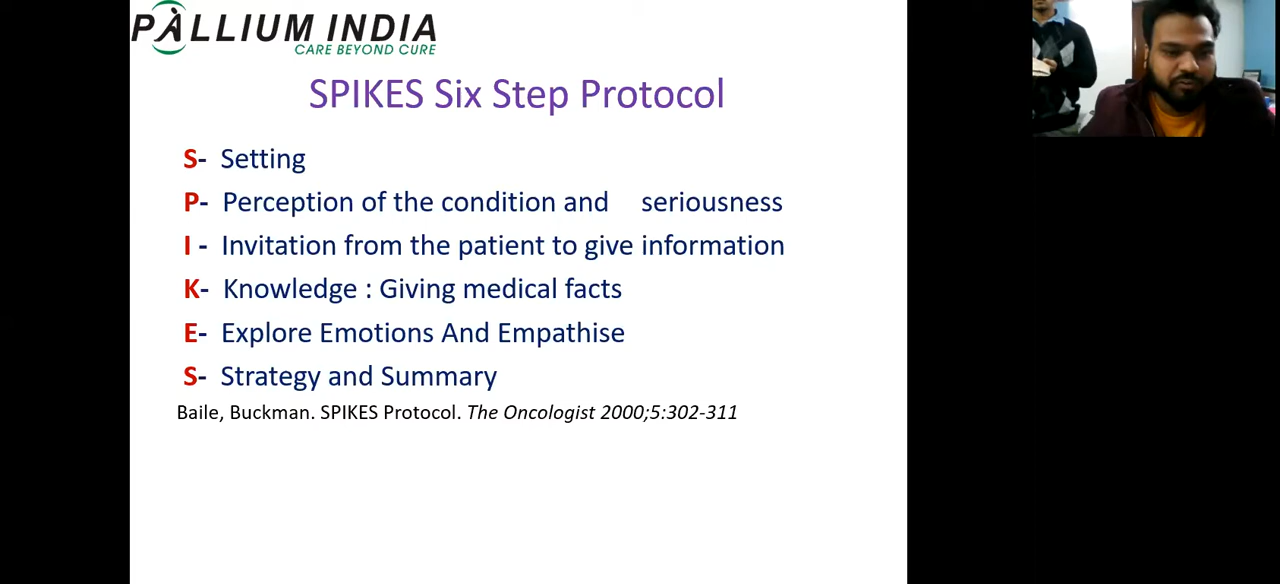 PALLIUM INDIA
CARE BEYOND CURE
SPIKES Six Step Protocol
S- Setting
P- Perception of the condition and seriousness
I - Invitation from the patient to give information
K- Knowledge : Giving medical facts
E- Explore Emotions And Empathise
S- Strategy and Summary
Baile, Buckman. SPIKES Protocol. The Oncologist 2000;5:302-311